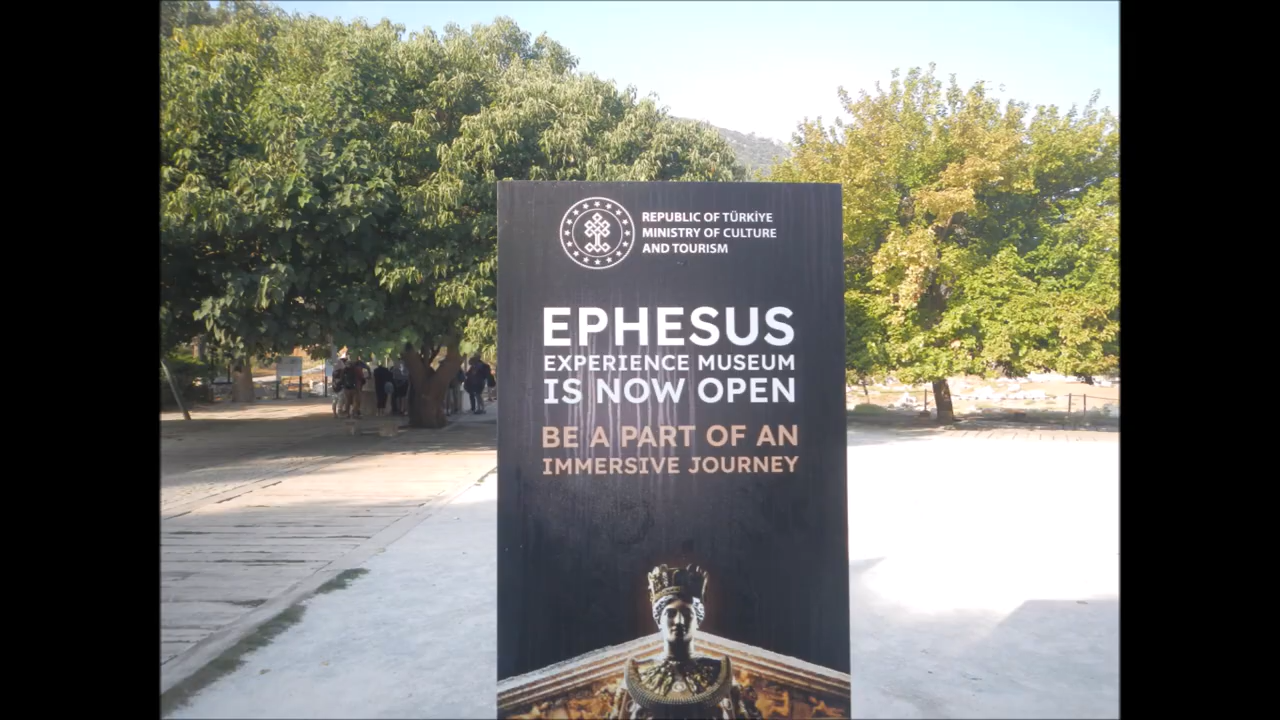 REPUBLIC OF TÜRKİYE
MINISTRY OF CULTURE
AND TOURISM
EPHESUS
EXPERIENCE MUSEUM
IS NOW OPEN
BE A PART OF AN
IMMERSIVE JOURNEY